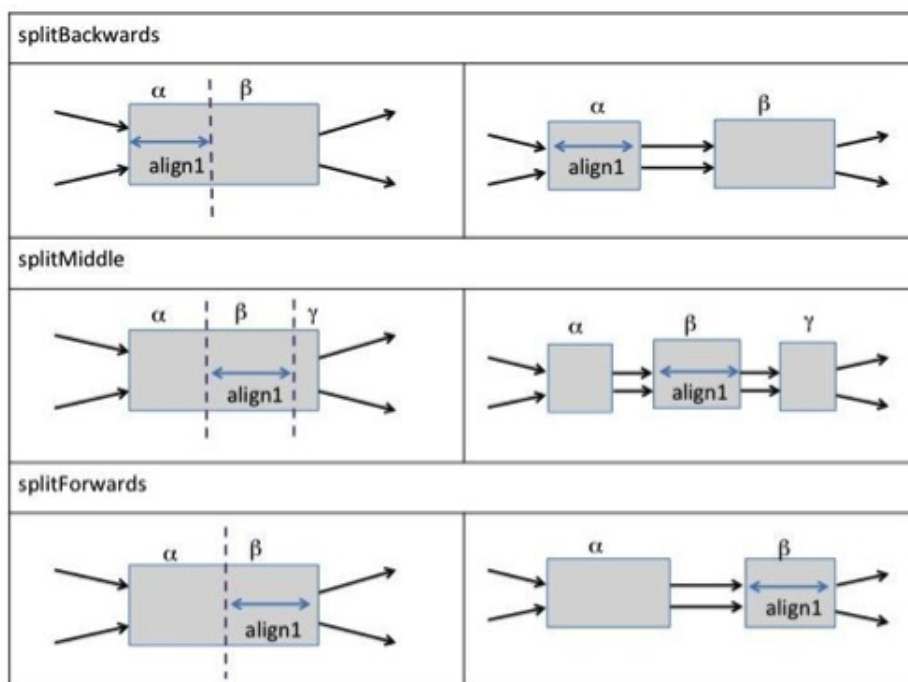 splitBackwards
α β
align1
α β
align1
splitMiddle
α β γ
align1
α β γ
align1
splitForwards
α β
align1
α β
align1